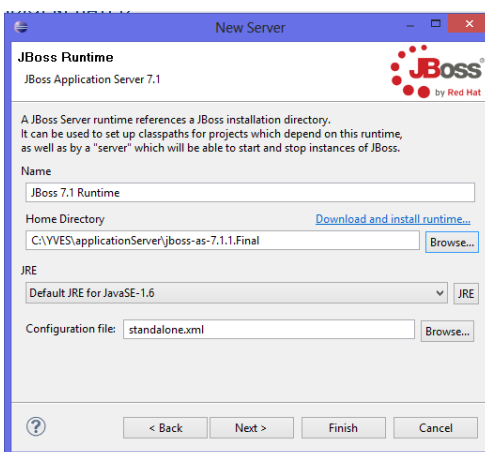 New Server
JBoss Runtime
JBoss Application Server 7.1
JBoss
by Red Hat
A JBoss Server runtime references a JBoss installation directory.
It can be used to set up classpaths for projects which depend on this runtime,
as well as by a "server" which will be able to start and stop instances of JBoss.
Name
JBoss 7.1 Runtime
Home Directory Download and install runtime...
C:\YVES\applicationServer\jboss-as-7.1.1.Final Browse...
JRE
Default JRE for JavaSE-1.6 JRE
Configuration file: standalone.xml Browse...
? < Back Next > Finish Cancel